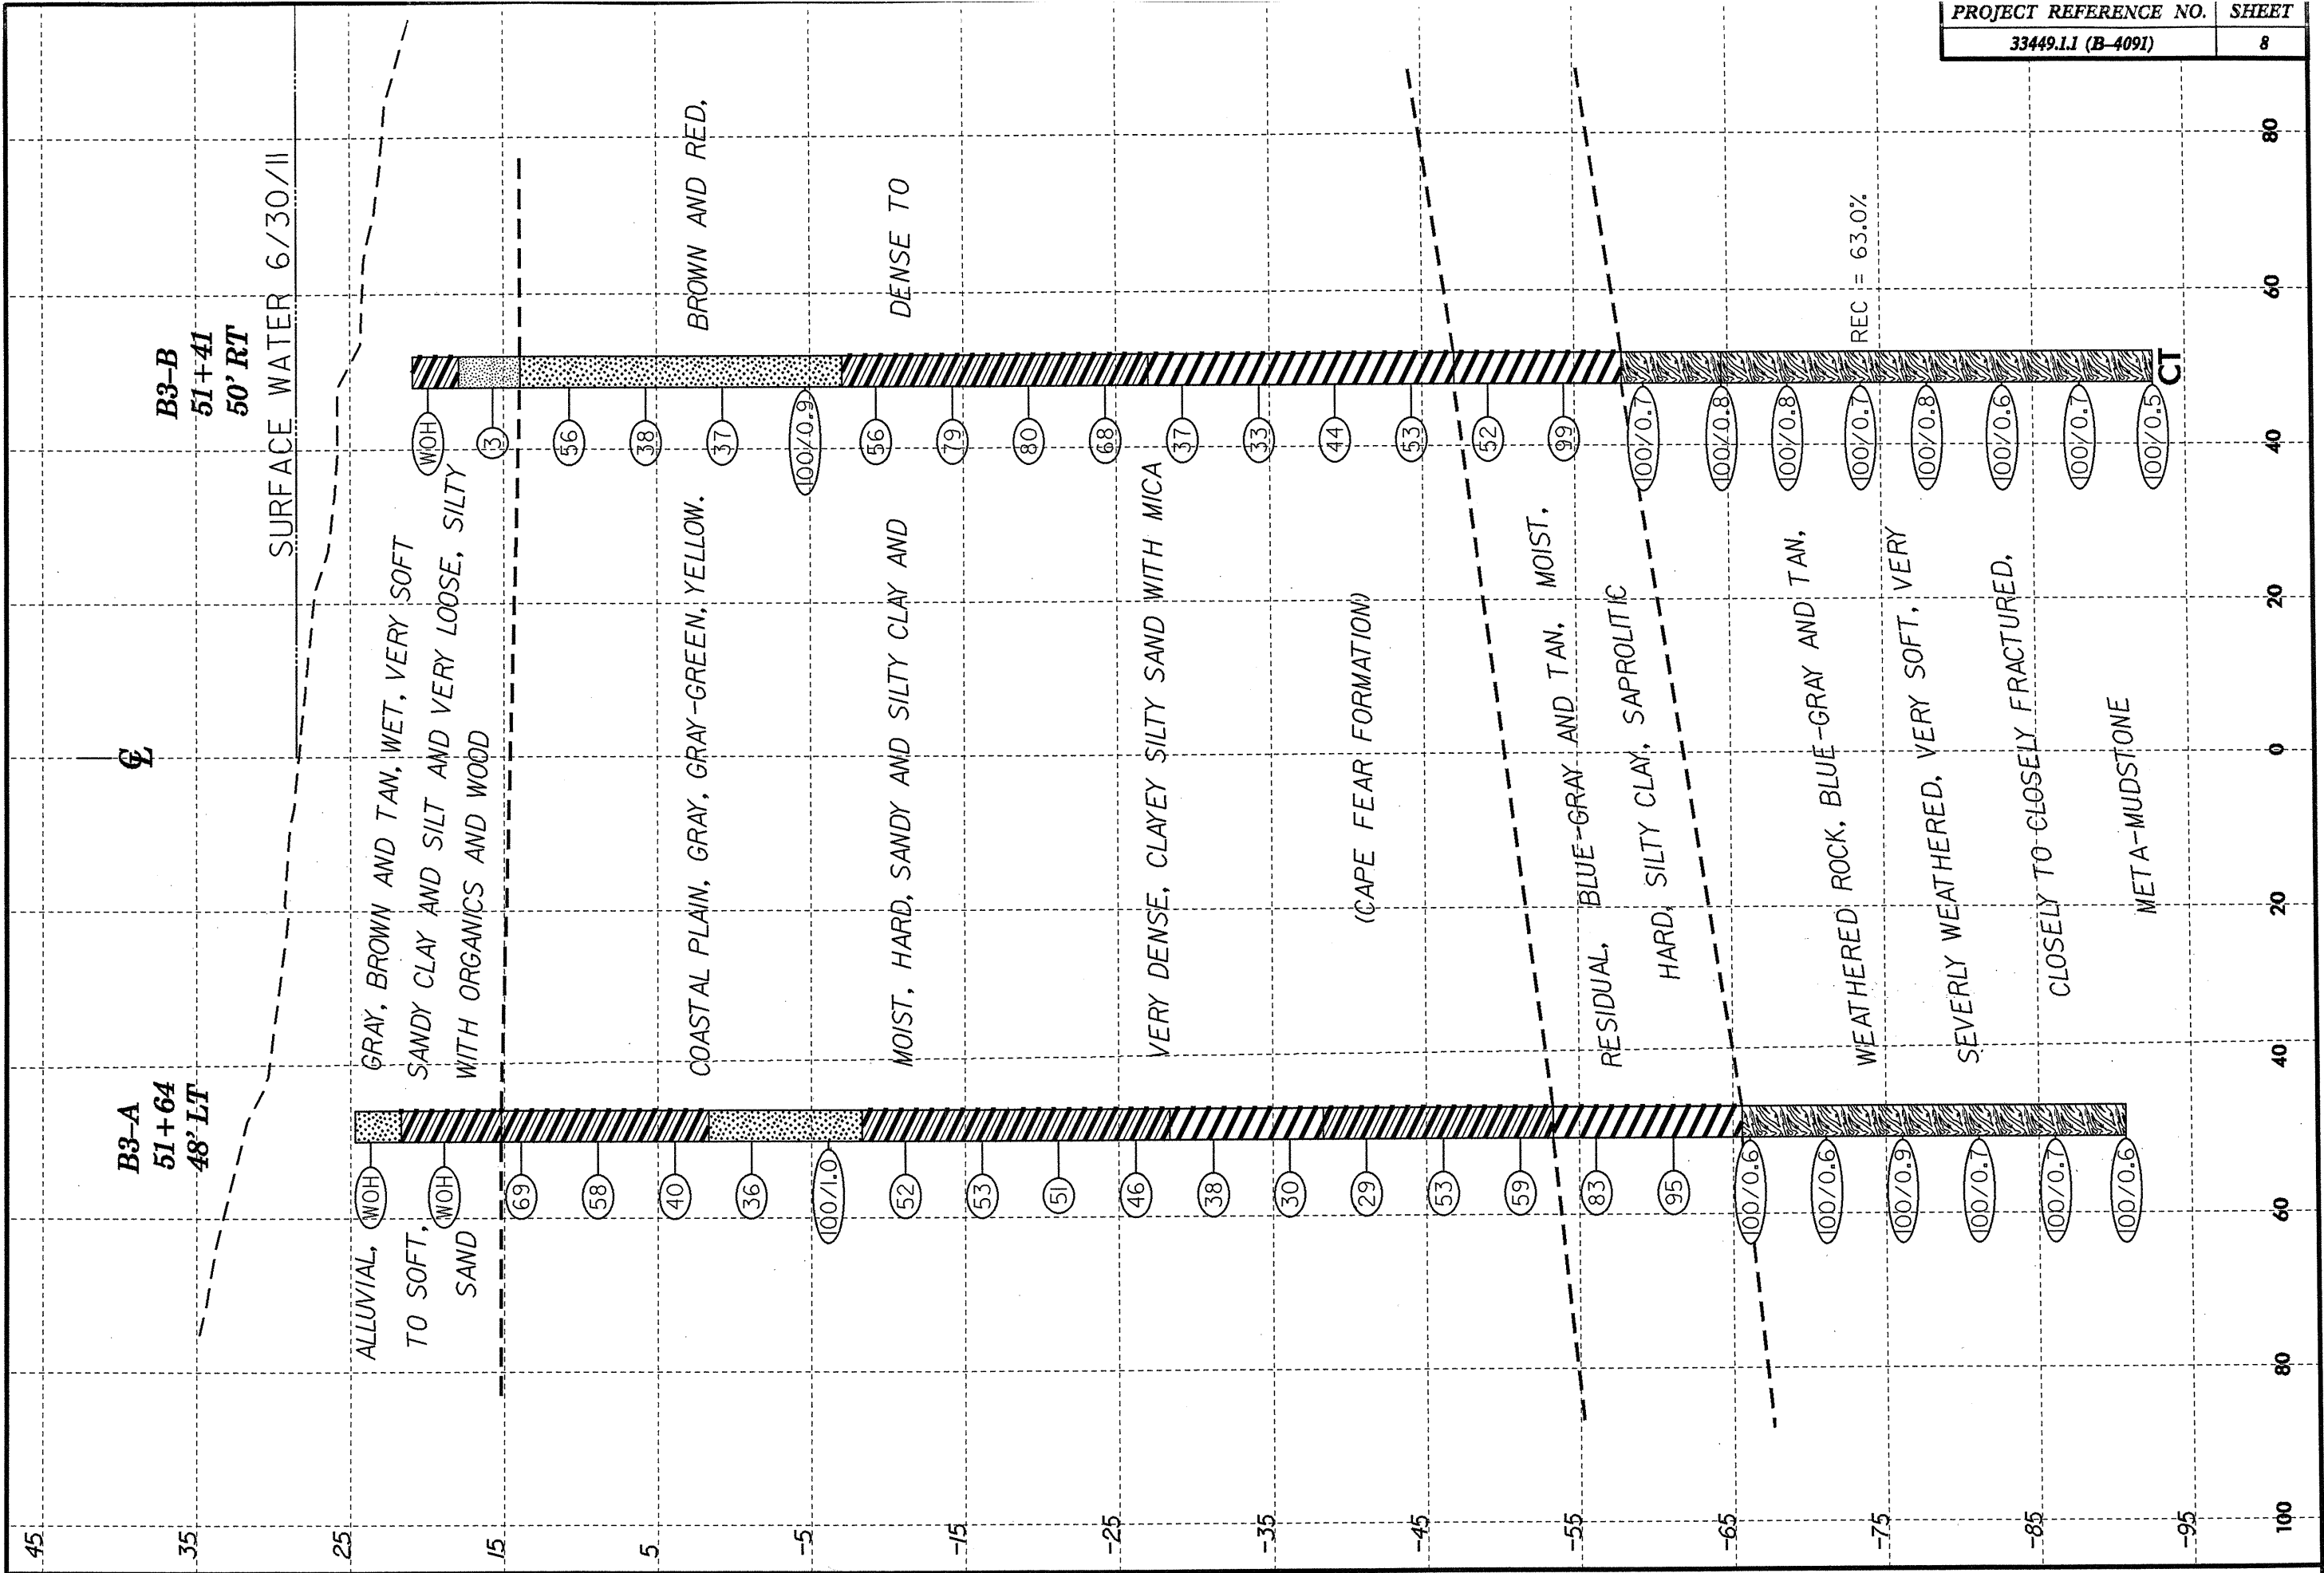 PROJECT REFERENCE NO. SHEET
33449.1.1 (B-4091) 8
B3-A
51+64
48' LT
℄
B3-B
51+41
50' RT
SURFACE WATER 6/30/11
ALLUVIAL, GRAY, BROWN AND TAN, WET, VERY SOFT
TO SOFT, SANDY CLAY AND SILT AND VERY LOOSE, SILTY
SAND WITH ORGANICS AND WOOD
COASTAL PLAIN, GRAY, GRAY-GREEN, YELLOW. BROWN AND RED,
MOIST, HARD, SANDY AND SILTY CLAY AND DENSE TO
VERY DENSE, CLAYEY SILTY SAND WITH MICA
(CAPE FEAR FORMATION)
RESIDUAL, BLUE-GRAY AND TAN, MOIST,
HARD, SILTY CLAY, SAPROLITIC
WEATHERED ROCK, BLUE-GRAY AND TAN,
SEVERLY WEATHERED, VERY SOFT, VERY
CLOSELY TO CLOSELY FRACTURED,
META-MUDSTONE
REC = 63.0%
WOH
WOH
69
58
40
36
100/1.0
52
53
51
46
38
30
29
53
59
83
95
100/0.6
100/0.6
100/0.9
100/0.7
100/0.7
100/0.6
WOH
3
56
38
37
100/0.9
56
79
80
68
37
33
44
53
52
99
100/0.7
100/0.8
100/0.8
100/0.7
100/0.8
100/0.6
100/0.7
100/0.5
CT
45
35
25
15
5
-5
-15
-25
-35
-45
-55
-65
-75
-85
-95
100 80 60 40 20 0 20 40 60 80